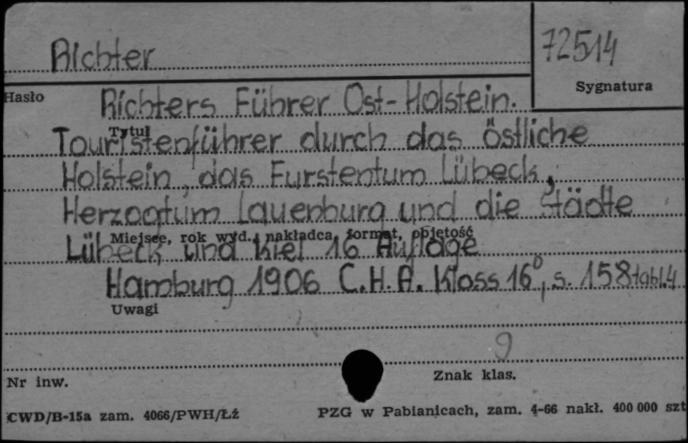 Richter
72514
Sygnatura
Hasło
Richters Führer Ost-Holstein.
Tytuł
Touristenführer durch das östliche
Holstein, das Furstentum Lübeck,
Herzogtum Lauenburg und die Städte
Miejsce, rok wyd., nakładca, format, objętość
Lübeck und Kiel 16 Auflage
Hamburg 1906 C.H.A. Kloss 16°, s. 158 tabl.4
Uwagi
9
Nr inw.
Znak klas.
CWD/B-15a zam. 4066/PWH/Łż
PZG w Pabianicach, zam. 4-66 nakł. 400 000 szt